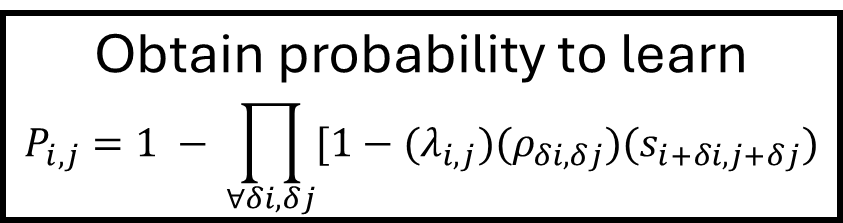 Obtain probability to learn
P_{i,j} = 1 − ∏_{∀δi,δj} [1 − (λ_{i,j})(ρ_{δi,δj})(s_{i+δi,j+δj})